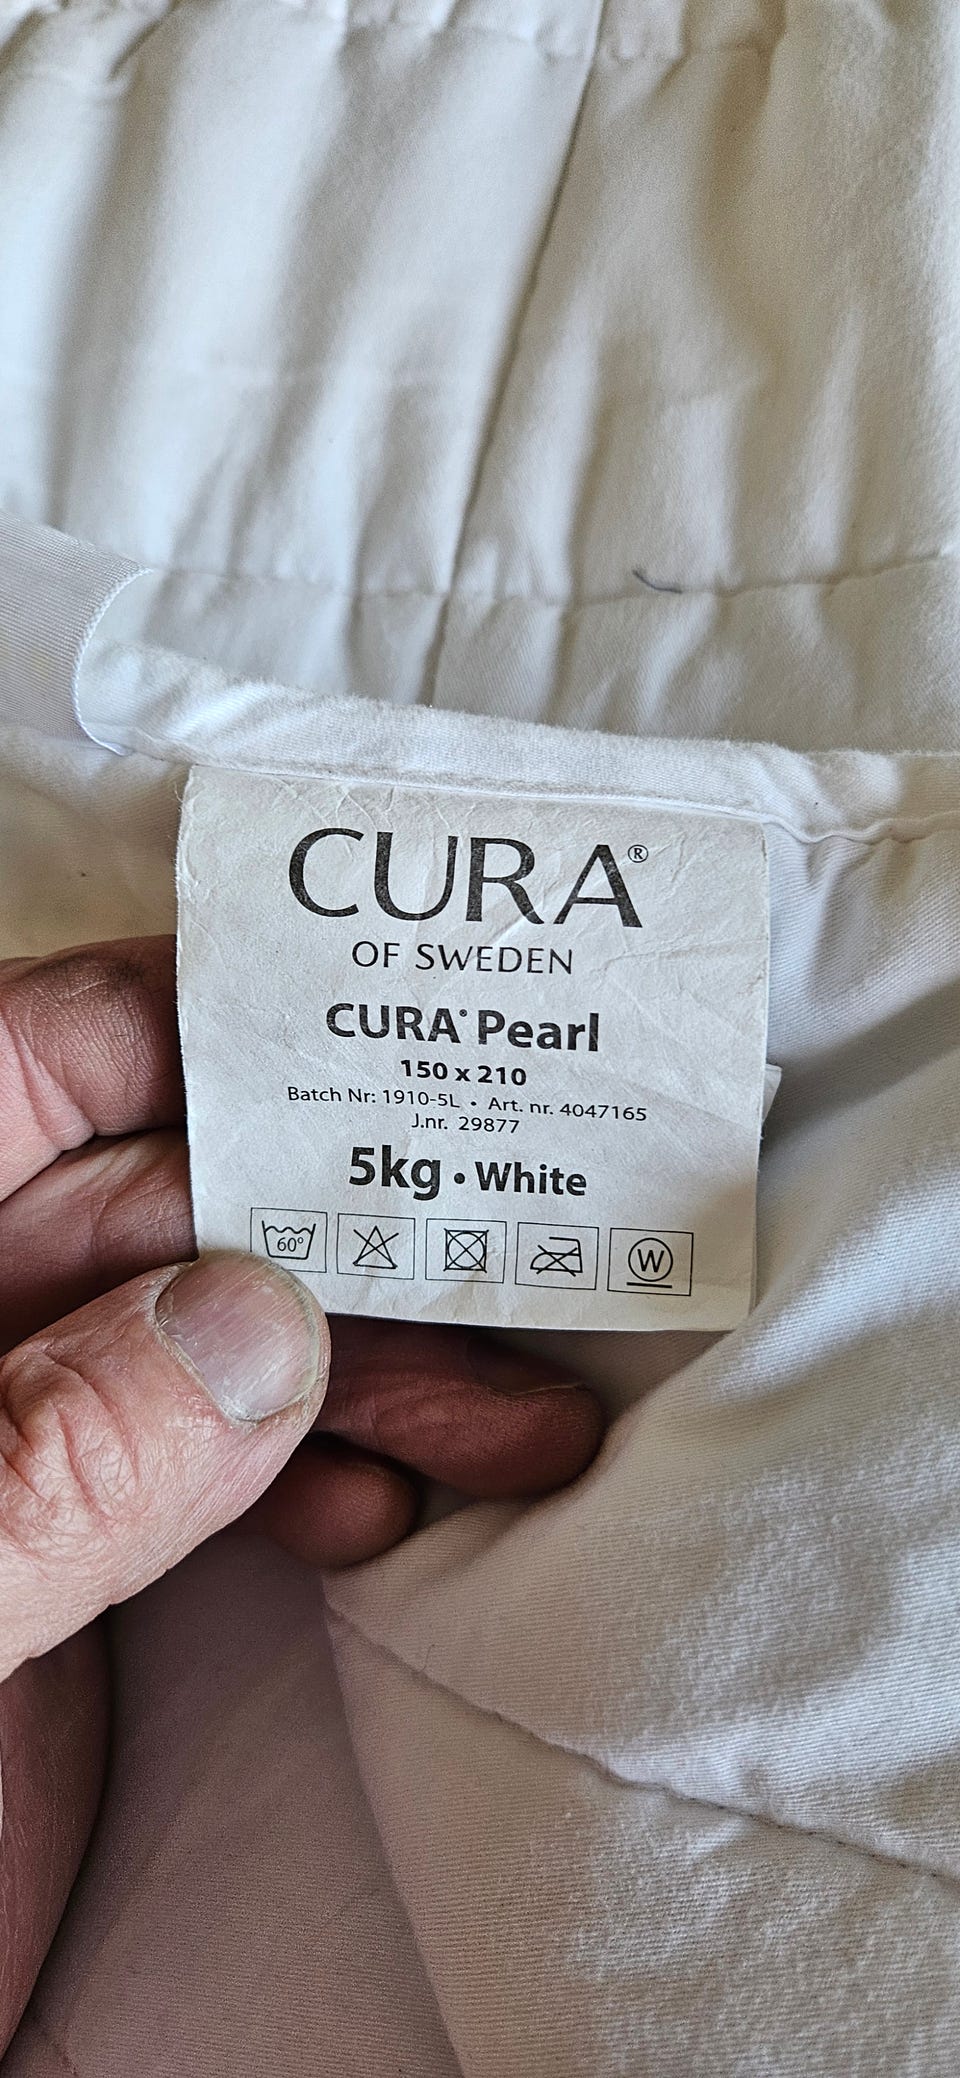 CURA®
OF SWEDEN
CURA® Pearl
150 x 210
Batch Nr: 1910-5L • Art. nr. 4047165
J.nr. 29877
5kg • White
60°
W